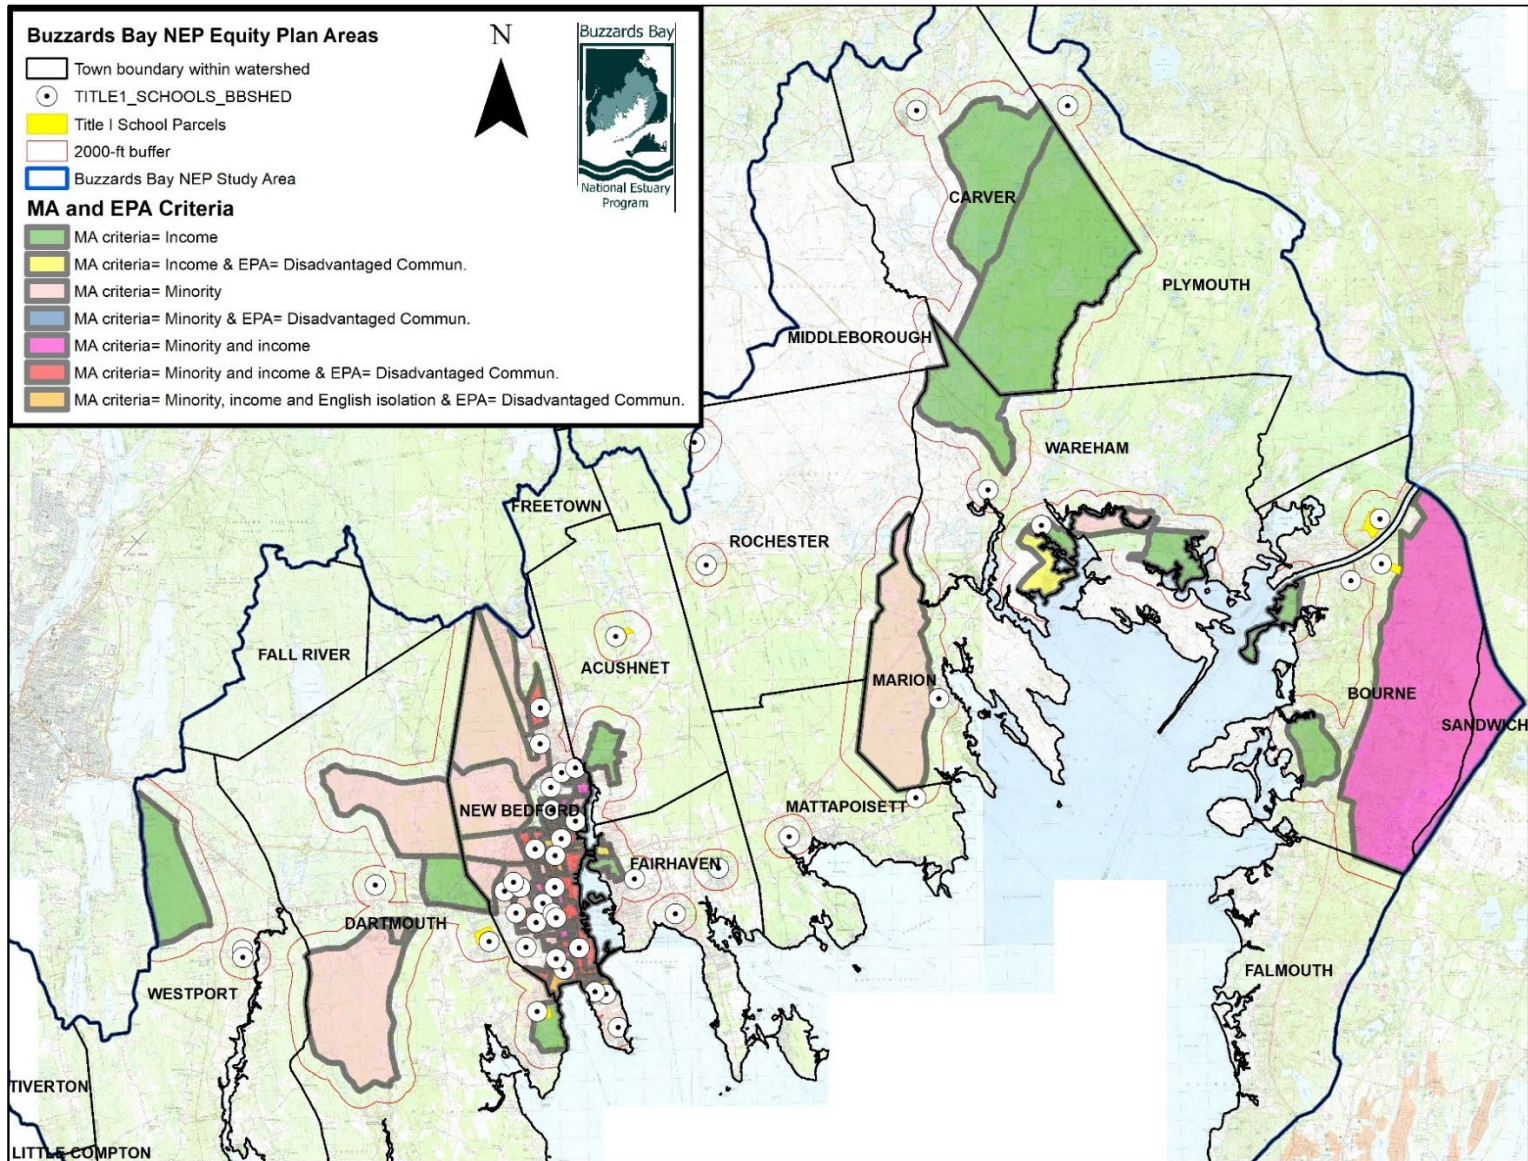 Buzzards Bay NEP Equity Plan Areas
Town boundary within watershed
TITLE1_SCHOOLS_BBSHED
Title I School Parcels
2000-ft buffer
Buzzards Bay NEP Study Area
MA and EPA Criteria
MA criteria= Income
MA criteria= Income & EPA= Disadvantaged Commun.
MA criteria= Minority
MA criteria= Minority & EPA= Disadvantaged Commun.
MA criteria= Minority and income
MA criteria= Minority and income & EPA= Disadvantaged Commun.
MA criteria= Minority, income and English isolation & EPA= Disadvantaged Commun.
N
Buzzards Bay
National Estuary
Program
CARVER
PLYMOUTH
MIDDLEBOROUGH
WAREHAM
FREETOWN
ROCHESTER
FALL RIVER
ACUSHNET
MARION
BOURNE
SANDWICH
NEW BEDFORD
MATTAPOISETT
FAIRHAVEN
DARTMOUTH
WESTPORT
FALMOUTH
TIVERTON
LITTLE COMPTON